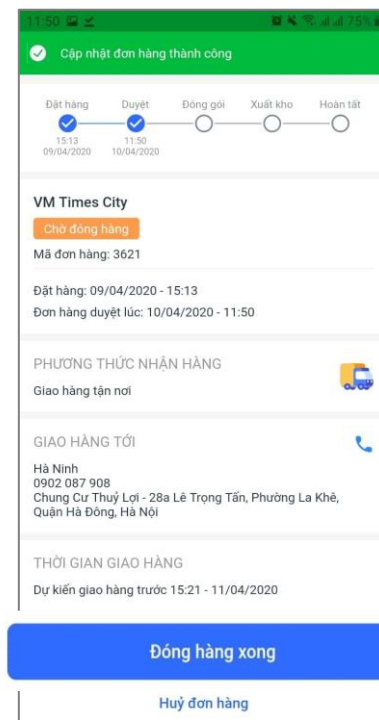 11:50 75%
Cập nhật đơn hàng thành công
Đặt hàng Duyệt Đóng gói Xuất kho Hoàn tất
15:13 11:50
09/04/2020 10/04/2020
VM Times City
Chờ đóng hàng
Mã đơn hàng: 3621
Đặt hàng: 09/04/2020 - 15:13
Đơn hàng duyệt lúc: 10/04/2020 - 11:50
PHƯƠNG THỨC NHẬN HÀNG
Giao hàng tận nơi
GIAO HÀNG TỚI
Hà Ninh
0902 087 908
Chung Cư Thuỷ Lợi - 28a Lê Trọng Tấn, Phường La Khê,
Quận Hà Đông, Hà Nội
THỜI GIAN GIAO HÀNG
Dự kiến giao hàng trước 15:21 - 11/04/2020
Đóng hàng xong
Huỷ đơn hàng